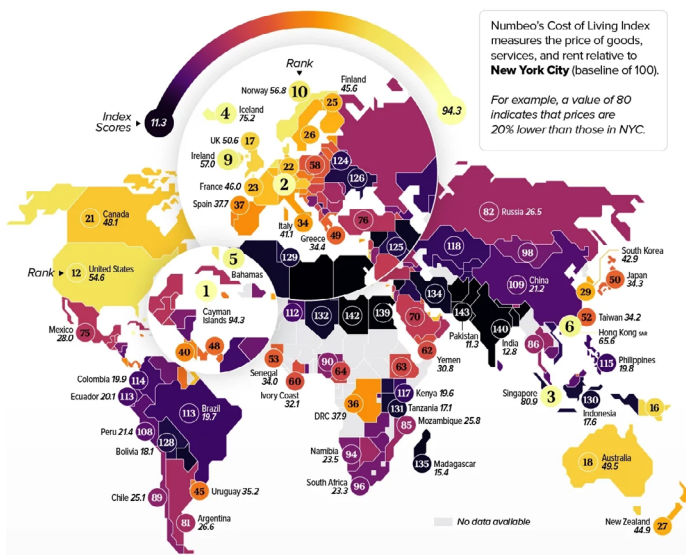 Numbeo's Cost of Living Index
measures the price of goods,
services, and rent relative to
New York City (baseline of 100).
For example, a value of 80
indicates that prices are
20% lower than those in NYC.
Index
Scores
11.3
94.3
Rank
Norway 56.8
10
Finland
45.6
25
4
Iceland
75.2
26
UK 50.6
17
Ireland
57.0
9
22
58
124
France 46.0
23
2
126
Spain 37.7
37
34
Italy
41.1
49
Greece
34.4
76
125
129
21
Canada
48.1
Rank
12
United States
54.6
5
Bahamas
1
Cayman
Islands 94.3
40
48
Mexico
28.0
75
82
Russia 26.5
118
98
109
China
21.2
South Korea
42.9
29
50
Japan
34.3
52
Taiwan 34.2
6
Hong Kong SAR
65.6
134
143
Pakistan
11.3
140
India
12.8
86
115
Philippines
19.8
Singapore
80.9
3
130
Indonesia
17.6
16
112
132
142
139
70
62
Yemen
30.8
53
Senegal
34.0
60
Ivory Coast
32.1
90
64
63
36
DRC 37.9
117
Kenya 19.6
131
Tanzania 17.1
85
Mozambique 25.8
94
Namibia
23.5
96
South Africa
23.3
135
Madagascar
15.4
Colombia 19.9
114
Ecuador 20.1
113
113
Brazil
19.7
Peru 21.4
108
128
Bolivia
18.1
Chile 25.1
89
45
Uruguay 35.2
81
Argentina
26.6
18
Australia
49.5
New Zealand
44.9
27
No data available